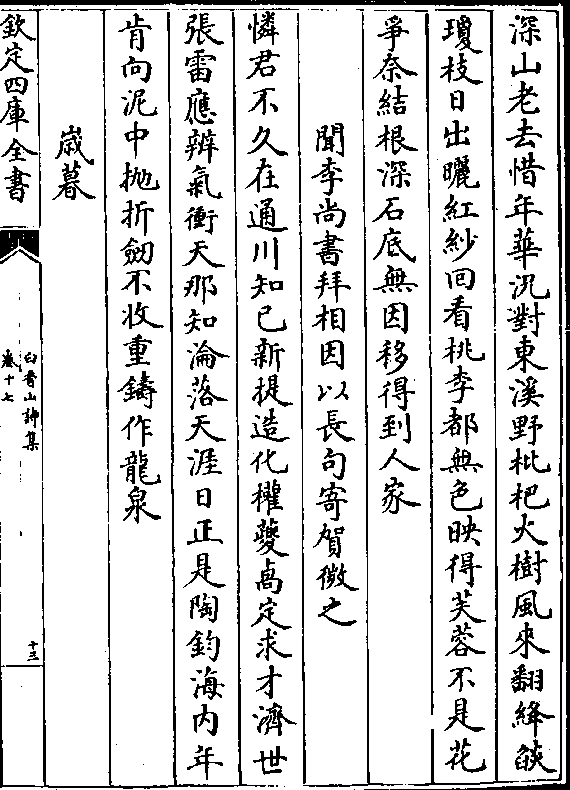 深山老去惜年華況對東溪野枇杷火樹風來翻絳燄
瓊枝日出曬紅紗回看桃李都無色映得芙蓉不是花
爭奈結根深石底無因移得到人家
聞李尚書拜相因以長句寄賀微之
憐君不久在通川知己新提造化權夔卨定求才濟世
張雷應辨氣衝天那知淪落天涯日正是陶鈞海内年
肯向泥中抛折劒不收重鑄作龍泉
歳暮
欽定四庫全書
白香山詩集
卷十七
十三